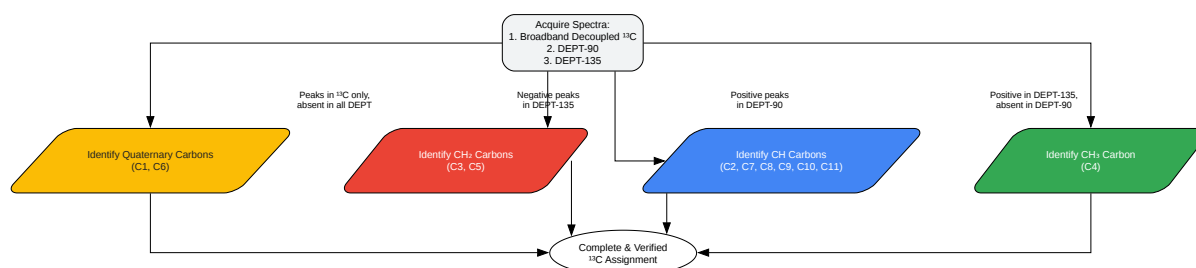 Acquire Spectra:
1. Broadband Decoupled ¹³C
2. DEPT-90
3. DEPT-135
Peaks in ¹³C only,
absent in all DEPT
Negative peaks
in DEPT-135
Positive peaks
in DEPT-90
Positive in DEPT-135,
absent in DEPT-90
Identify Quaternary Carbons
(C1, C6)
Identify CH₂ Carbons
(C3, C5)
Identify CH Carbons
(C2, C7, C8, C9, C10, C11)
Identify CH₃ Carbon
(C4)
Complete & Verified
¹³C Assignment